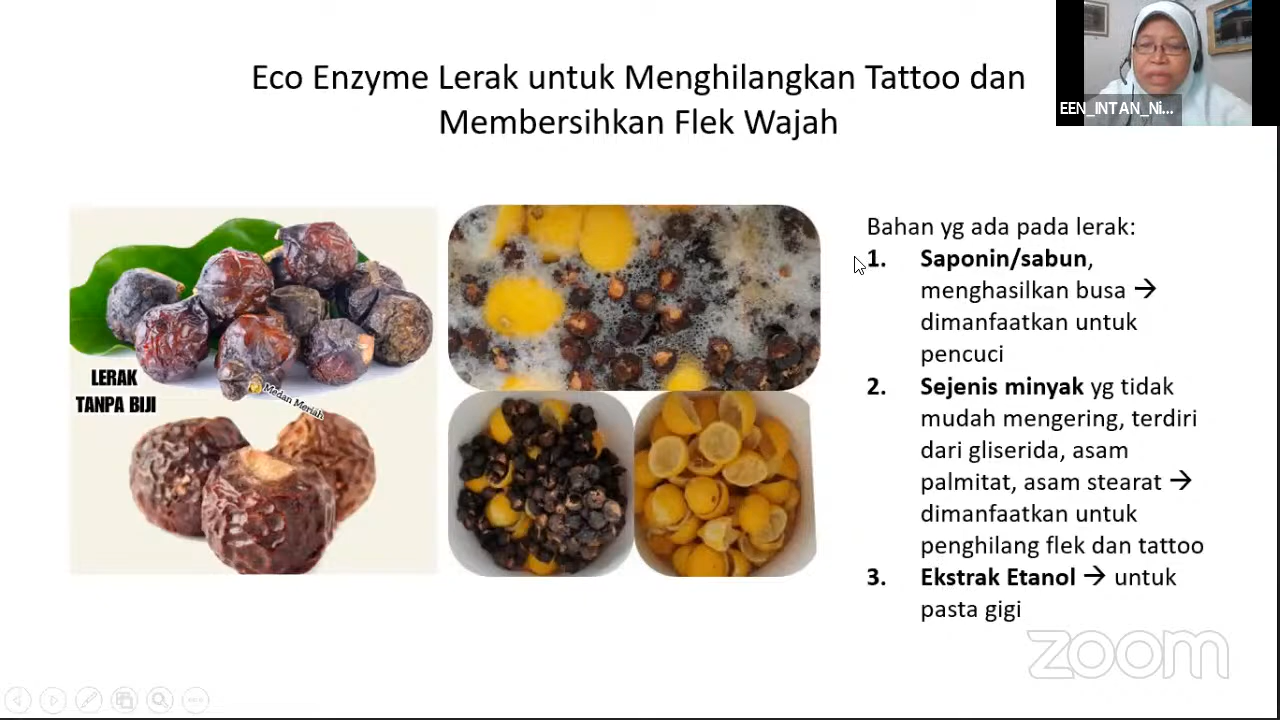 Eco Enzyme Lerak untuk Menghilangkan Tattoo dan
Membersihkan Flek Wajah
EEN_INTAN_Ni...
LERAK
TANPA BIJI
Medan Meriah
Bahan yg ada pada lerak:
1. Saponin/sabun,
menghasilkan busa →
dimanfaatkan untuk
pencuci
2. Sejenis minyak yg tidak
mudah mengering, terdiri
dari gliserida, asam
palmitat, asam stearat →
dimanfaatkan untuk
penghilang flek dan tattoo
3. Ekstrak Etanol → untuk
pasta gigi
zoom